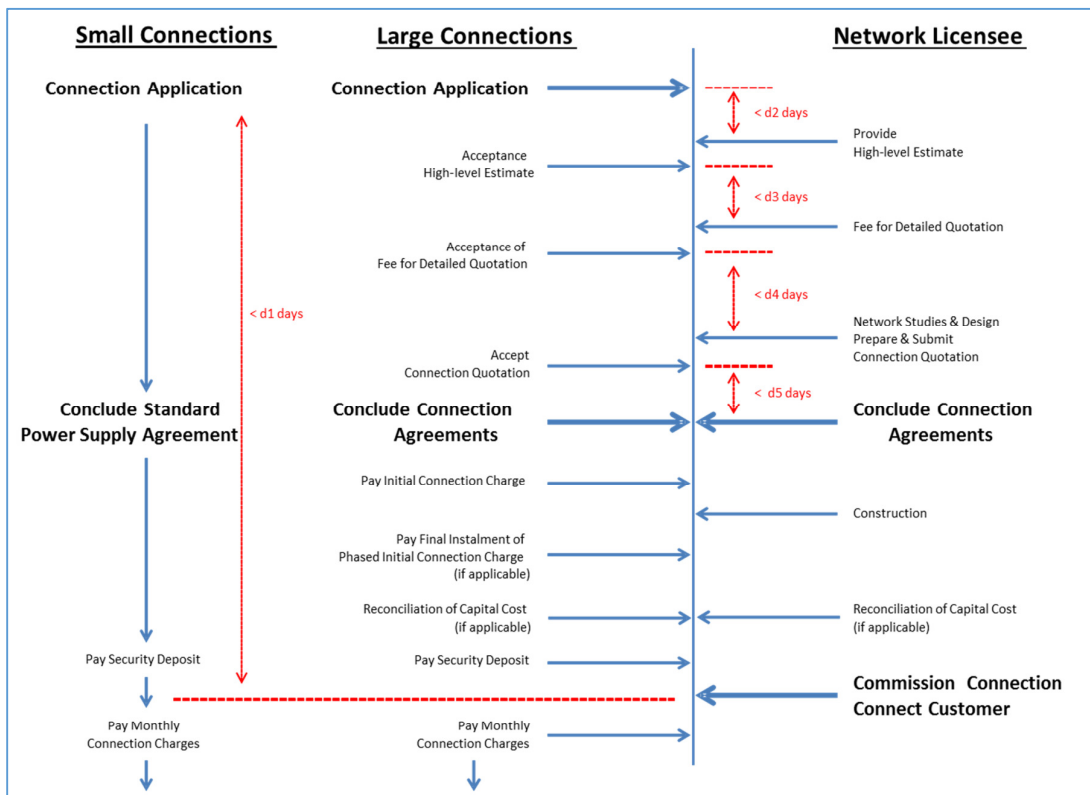 Small Connections
Large Connections
Network Licensee
Connection Application
Connection Application
< d2 days
Provide
High-level Estimate
Acceptance
High-level Estimate
< d3 days
Fee for Detailed Quotation
Acceptance of
Fee for Detailed Quotation
< d4 days
< d1 days
Network Studies & Design
Prepare & Submit
Connection Quotation
Accept
Connection Quotation
< d5 days
Conclude Standard
Power Supply Agreement
Conclude Connection
Agreements
Conclude Connection
Agreements
Pay Initial Connection Charge
Construction
Pay Final Instalment of
Phased Initial Connection Charge
(if applicable)
Reconciliation of Capital Cost
(if applicable)
Reconciliation of Capital Cost
(if applicable)
Pay Security Deposit
Pay Security Deposit
Commission Connection
Connect Customer
Pay Monthly
Connection Charges
Pay Monthly
Connection Charges